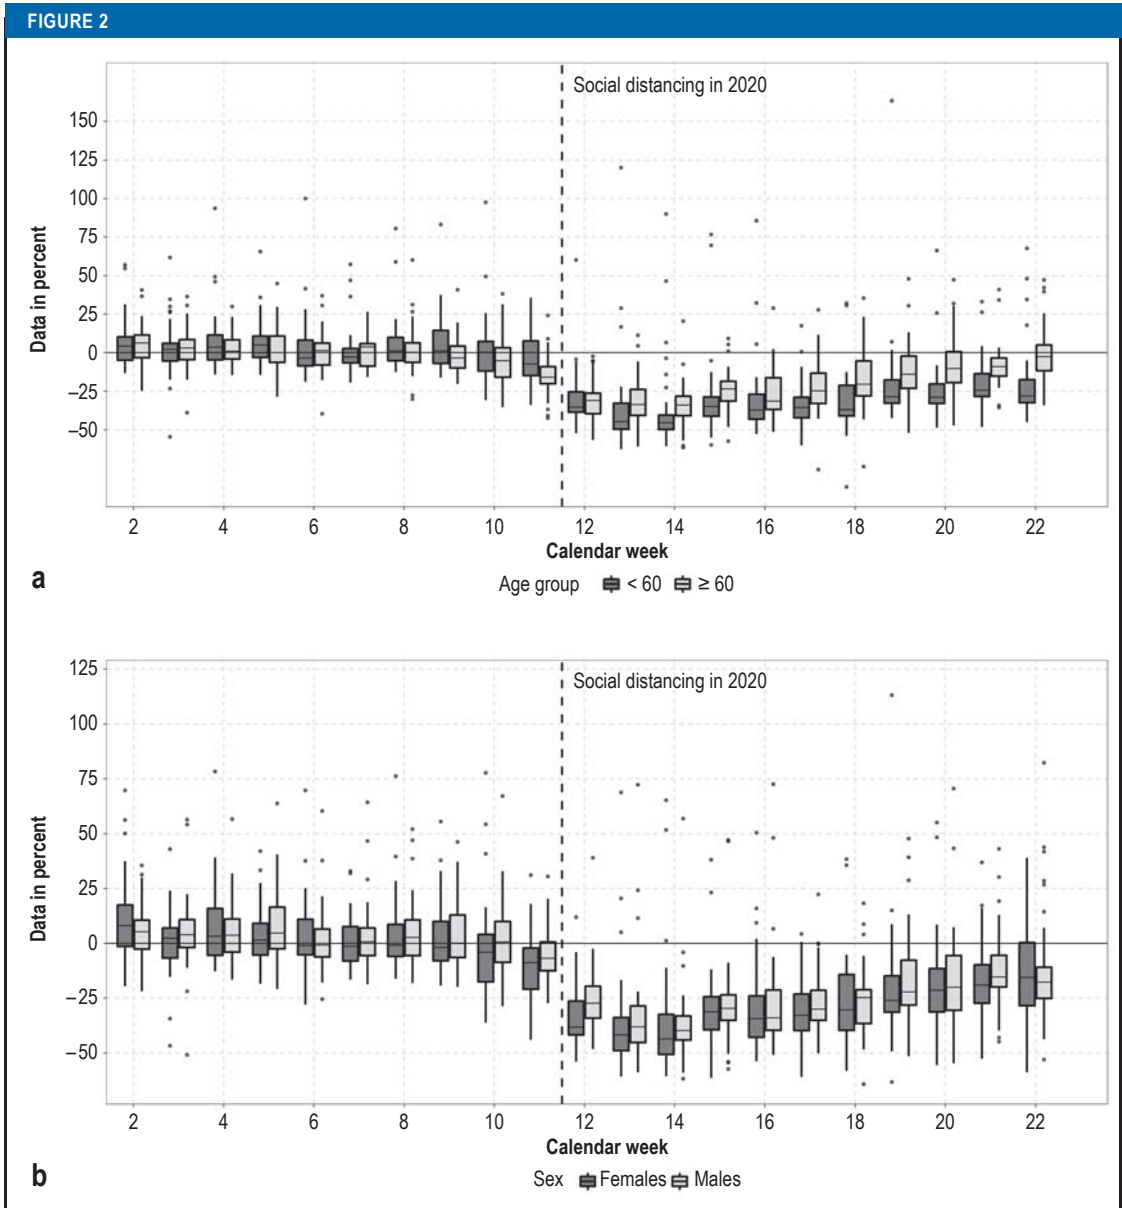 FIGURE 2
Social distancing in 2020
150
125
100
75
50
25
0
−25
−50
Data in percent
2 4 6 8 10 12 14 16 18 20 22
Calendar week
a
Age group < 60 ≥ 60
125
Social distancing in 2020
100
75
50
25
0
−25
−50
Data in percent
2 4 6 8 10 12 14 16 18 20 22
Calendar week
b
Sex Females Males